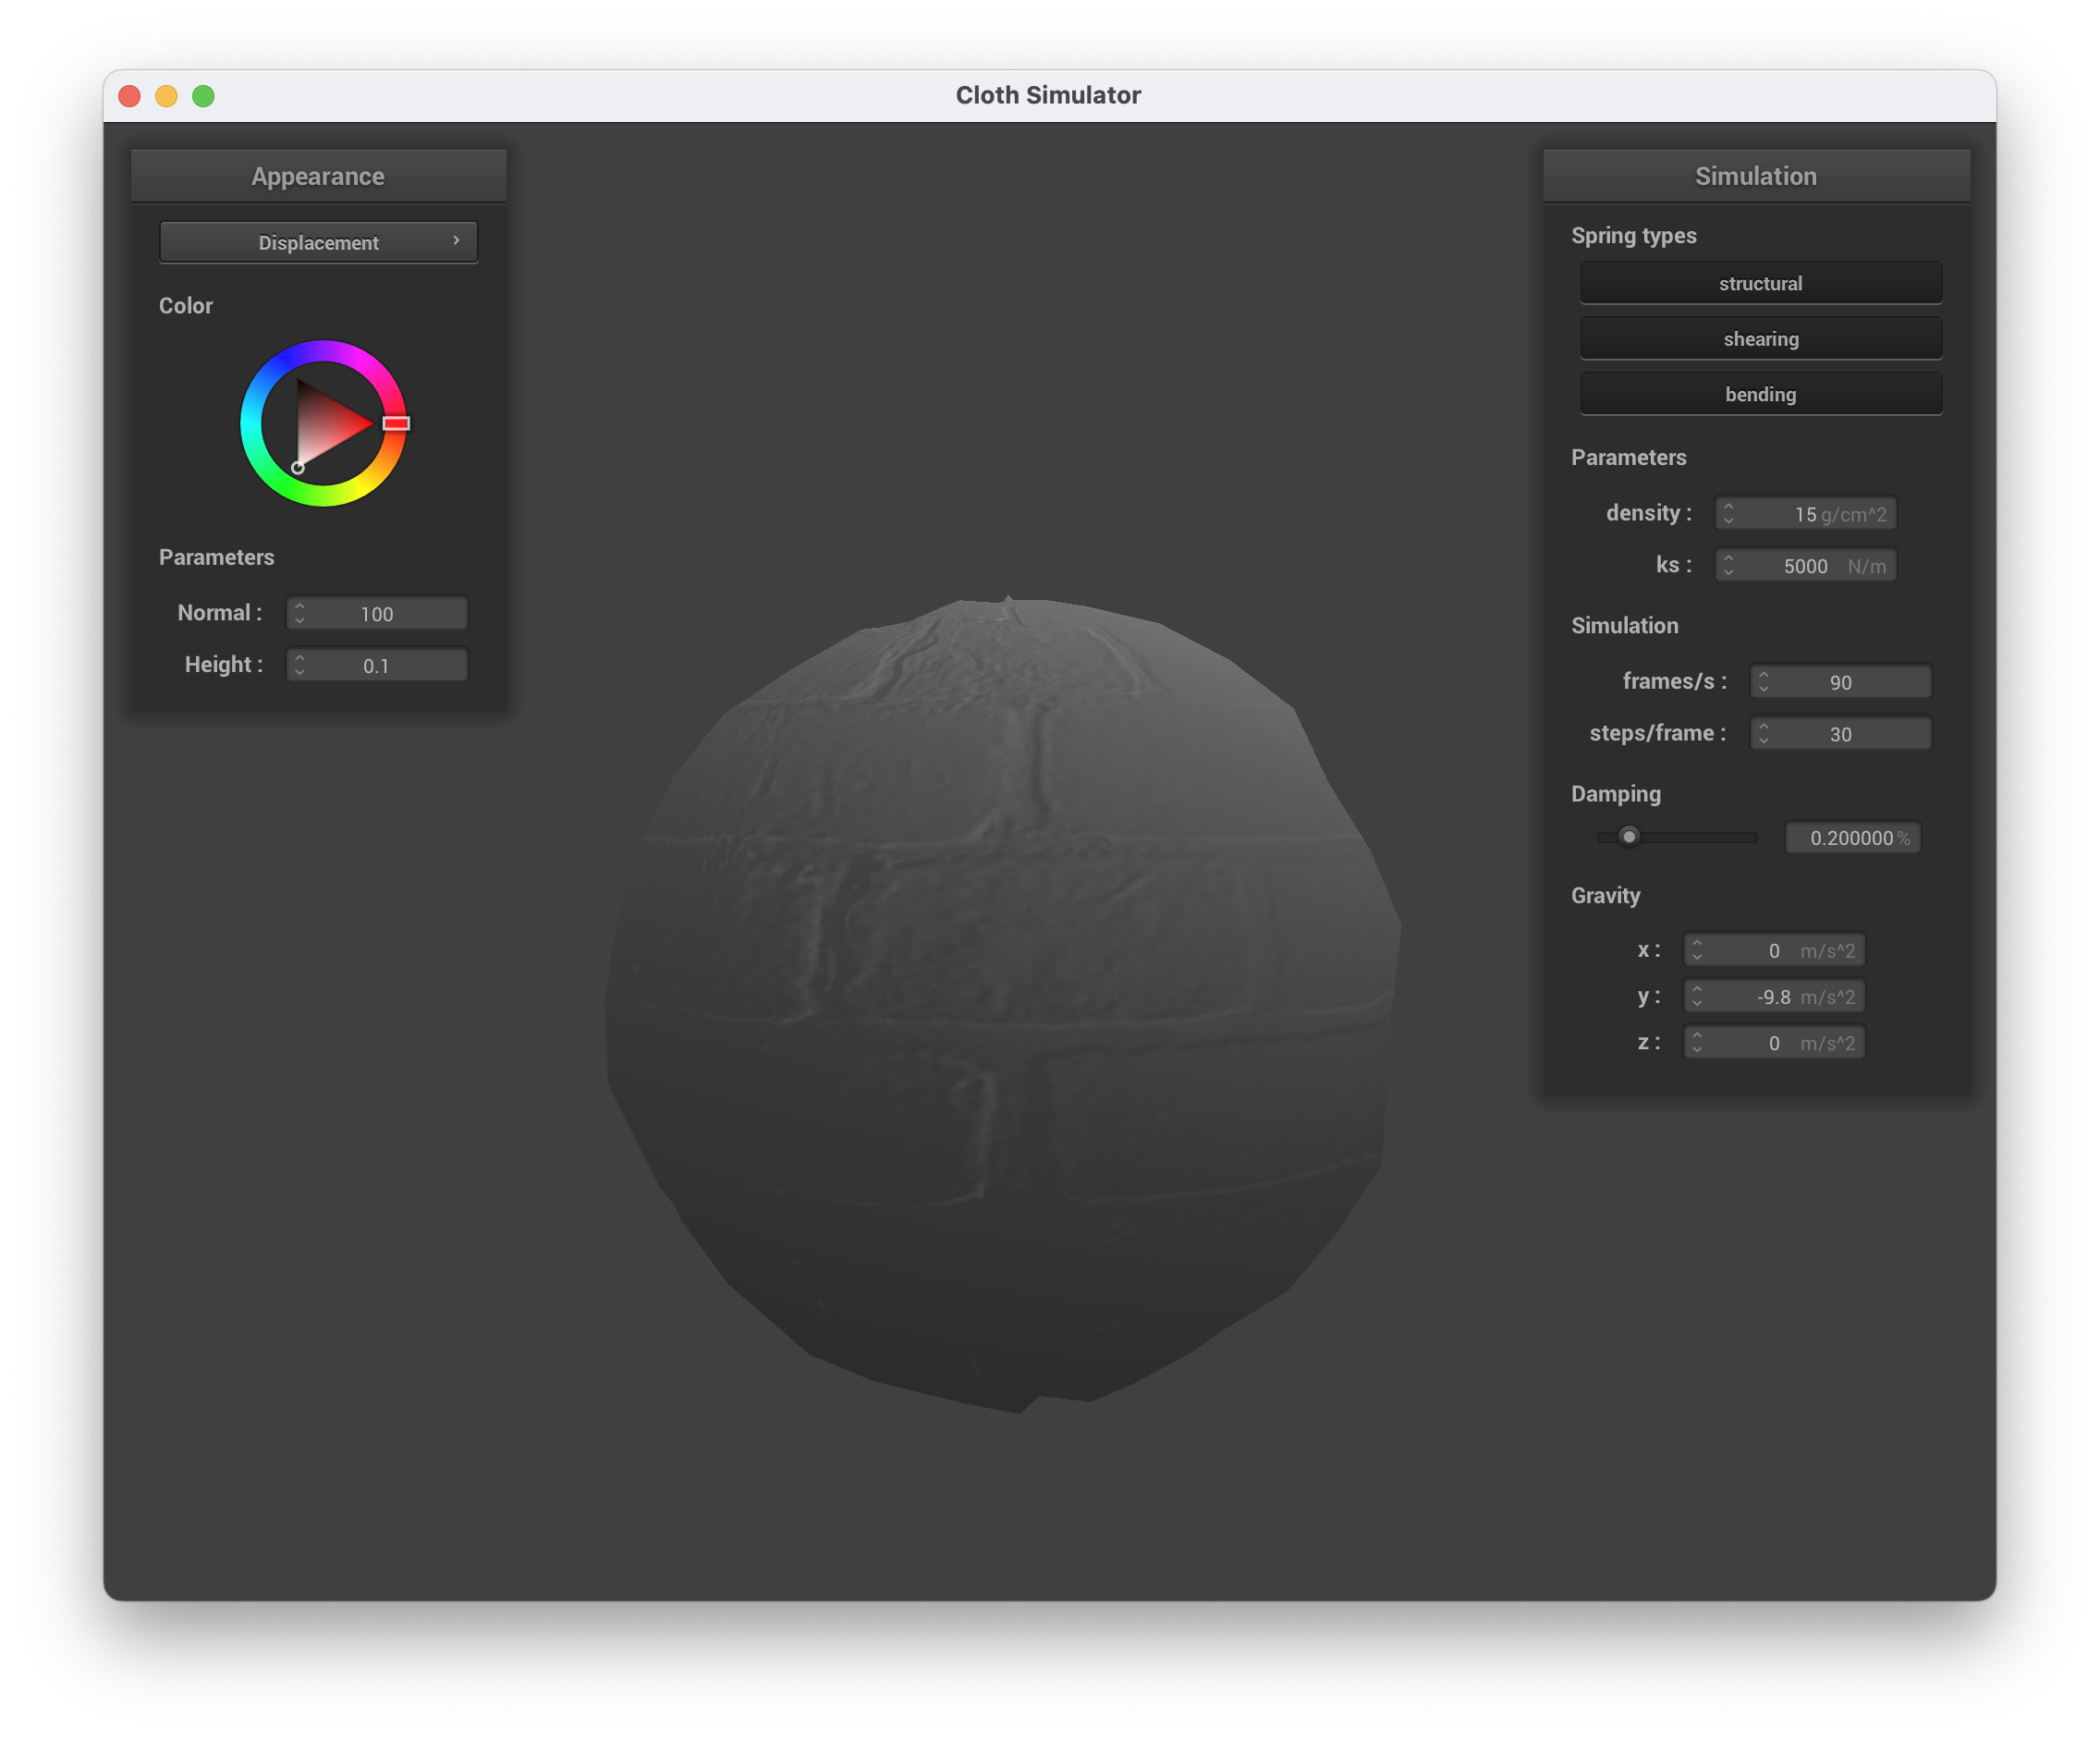 Cloth Simulator
Appearance
Displacement
Color
Parameters
Normal : 100
Height : 0.1
Simulation
Spring types
structural
shearing
bending
Parameters
density : 15 g/cm^2
ks : 5000 N/m
Simulation
frames/s : 90
steps/frame : 30
Damping
0.200000 %
Gravity
x : 0 m/s^2
y : -9.8 m/s^2
z : 0 m/s^2